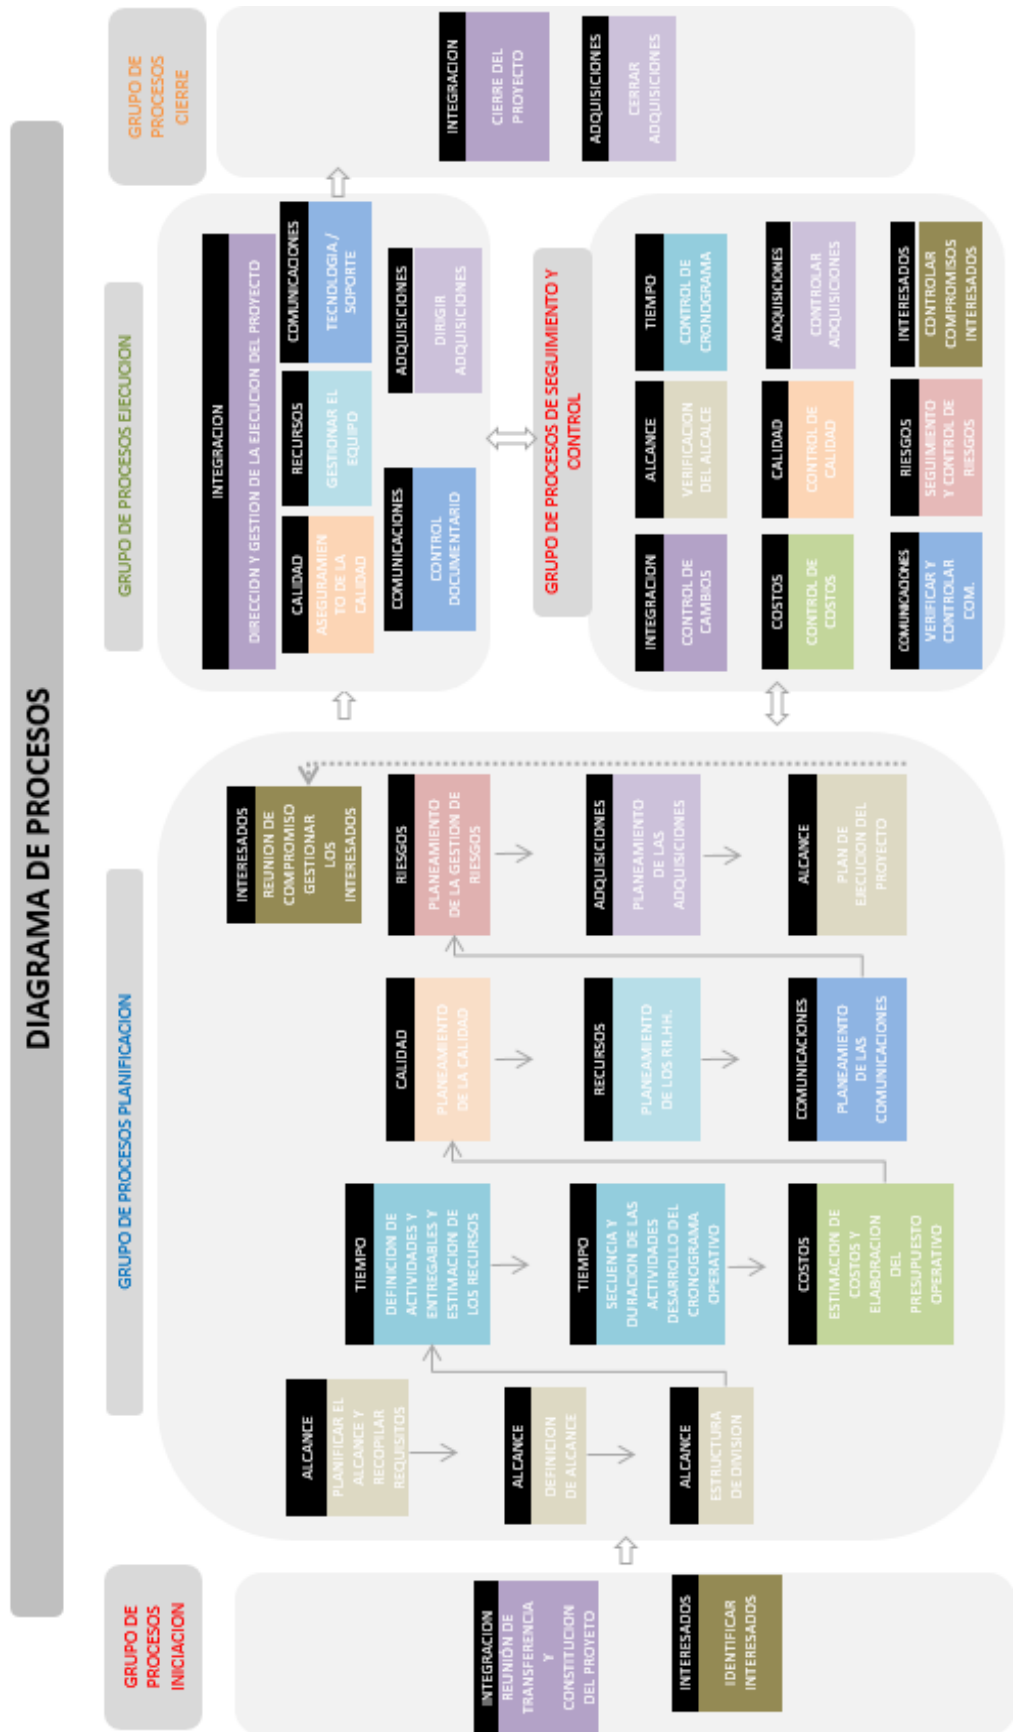 DIAGRAMA DE PROCESOS
GRUPO DE
PROCESOS
INICIACION
INTEGRACION
REUNIÓN DE
TRANSFERENCIA
Y
CONSTITUCION
DEL PROYETO
INTERESADOS
IDENTIFICAR
INTERESADOS
GRUPO DE PROCESOS PLANIFICACION
ALCANCE
PLANIFICAR EL
ALCANCE Y
RECOPILAR
REQUISITOS
ALCANCE
DEFINICION
DE ALCANCE
ALCANCE
ESTRUCTURA
DE DIVISION
TIEMPO
DEFINICION DE
ACTIVIDADES Y
ENTREGABLES Y
ESTIMACION DE
LOS RECURSOS
TIEMPO
SECUENCIA Y
DURACION DE LAS
ACTIVIDADES
DESARROLLO DEL
CRONOGRAMA
OPERATIVO
COSTOS
ESTIMACION DE
COSTOS Y
ELABORACION
DEL
PRESUPUESTO
OPERATIVO
CALIDAD
PLANEAMIENTO
DE LA CALIDAD
RECURSOS
PLANEAMIENTO
DE LOS RR.HH.
COMUNICACIONES
PLANEAMIENTO
DE LAS
COMUNICACIONES
INTERESADOS
REUNION DE
COMPROMISO
GESTIONAR
LOS
INTERESADOS
RIESGOS
PLANEAMIENTO
DE LA GESTION DE
RIESGOS
ADQUISICIONES
PLANEAMIENTO
DE LAS
ADQUISICIONES
ALCANCE
PLAN DE
EJECUCION DEL
PROYECTO
GRUPO DE PROCESOS EJECUCION
INTEGRACION
DIRECCION Y GESTION DE LA EJECUCION DEL PROYECTO
CALIDAD
ASEGURAMIEN
TO DE LA
CALIDAD
RECURSOS
GESTIONAR EL
EQUIPO
COMUNICACIONES
TECNOLOGIA /
SOPORTE
COMUNICACIONES
CONTROL
DOCUMENTARIO
ADQUISICIONES
DIRIGIR
ADQUISICIONES
GRUPO DE PROCESOS DE SEGUIMIENTO Y
CONTROL
INTEGRACION
CONTROL DE
CAMBIOS
ALCANCE
VERIFICACION
DEL ALCALCE
TIEMPO
CONTROL DE
CRONOGRAMA
COSTOS
CONTROL DE
COSTOS
CALIDAD
CONTROL DE
CALIDAD
ADQUISICIONES
CONTROLAR
ADQUISICIONES
COMUNICACIONES
VERIFICAR Y
CONTROLAR
COM.
RIESGOS
SEGUIMIENTO
Y CONTROL DE
RIESGOS
INTERESADOS
CONTROLAR
COMPROMISOS
INTERESADOS
GRUPO DE
PROCESOS
CIERRE
INTEGRACION
CIERRE DEL
PROYECTO
ADQUISICIONES
CERRAR
ADQUISICIONES